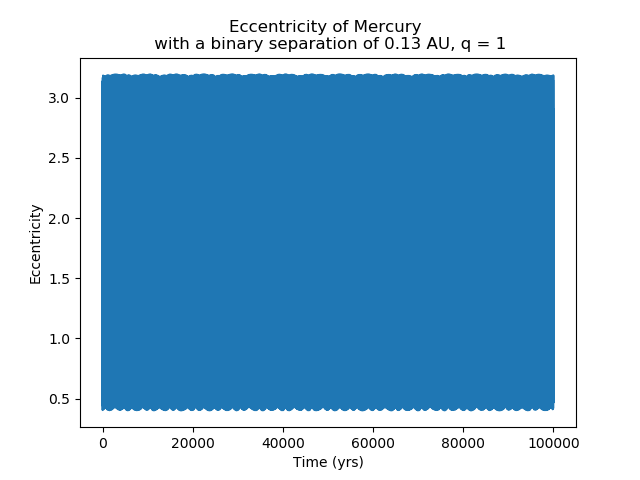 Eccentricity of Mercury
with a binary separation of 0.13 AU, q = 1
3.0
2.5
2.0
1.5
1.0
0.5
Eccentricity
0 20000 40000 60000 80000 100000
Time (yrs)